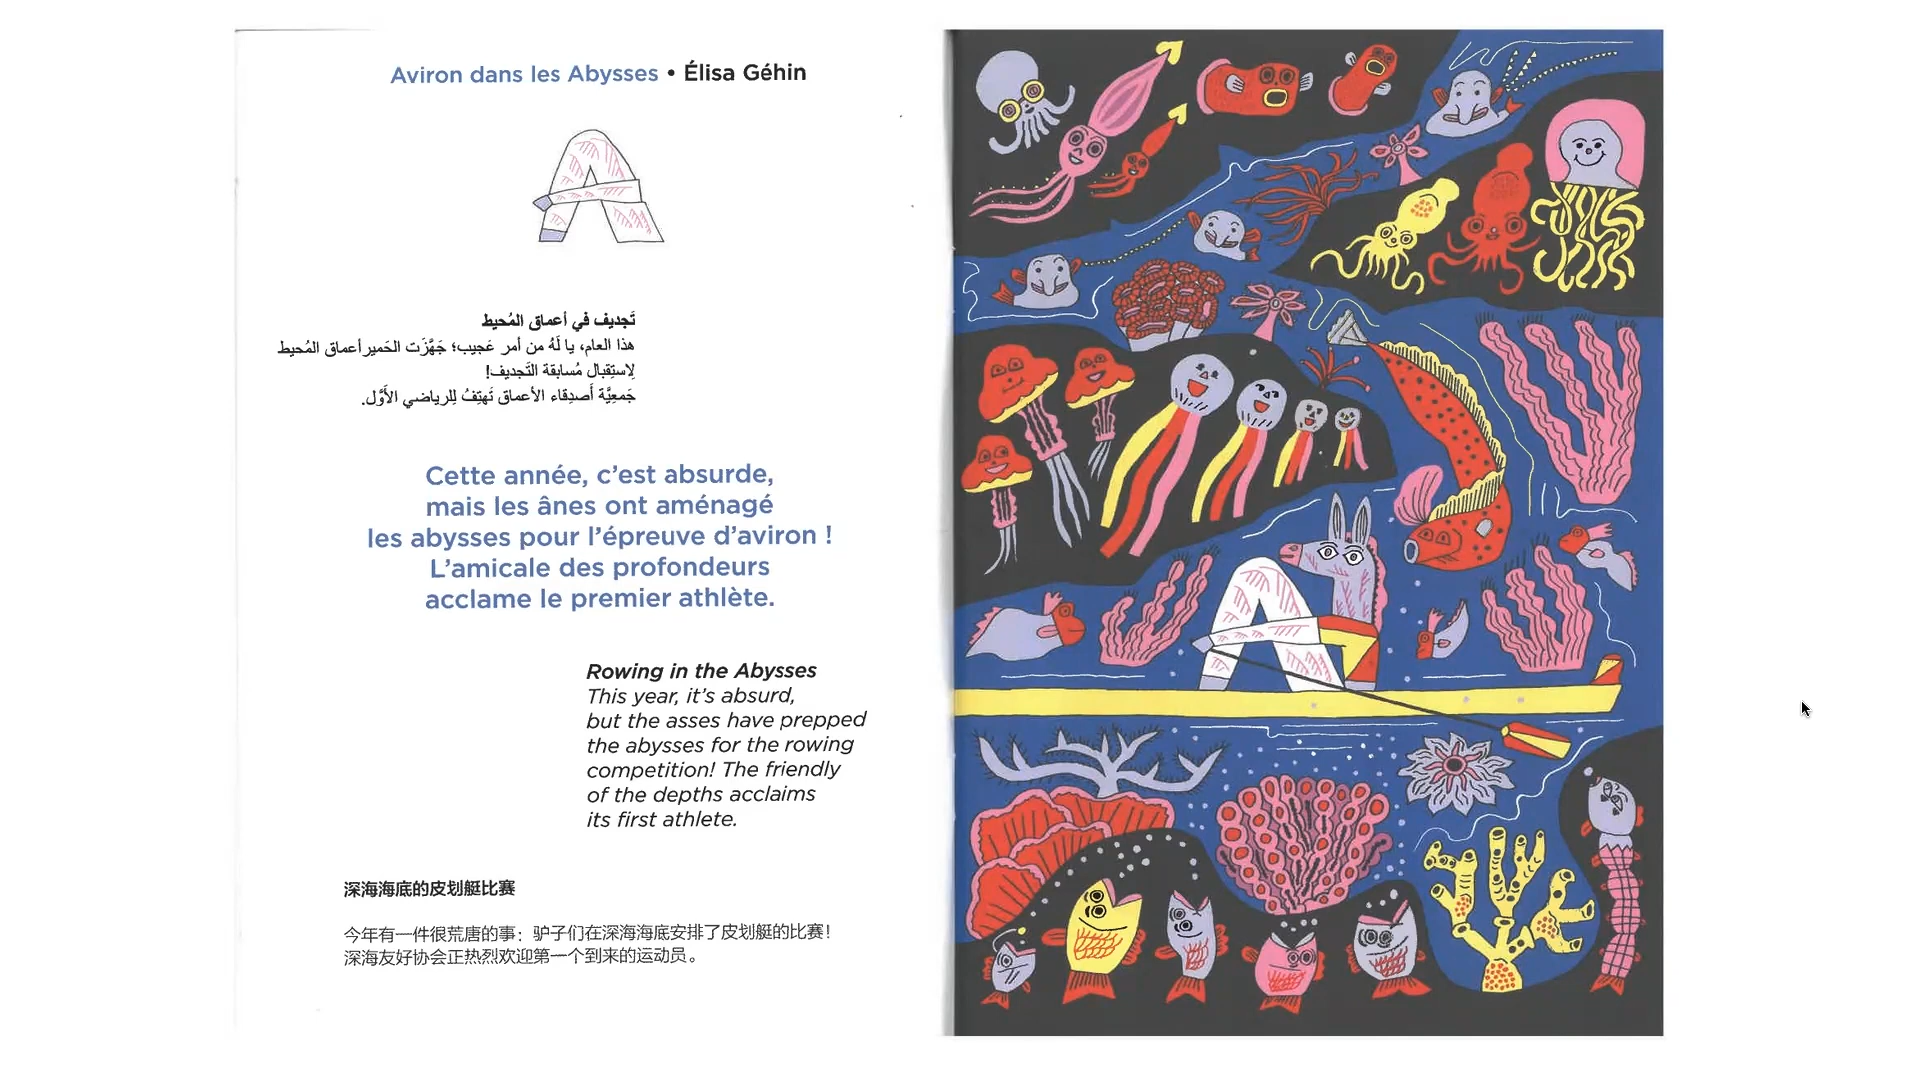 Aviron dans les Abysses • Élisa Géhin
تَجديف في أعماق المُحيط
هذا العام، يا لَهُ من أمر عَجيب؛ جَهَّزَت الحَمير أعماق المُحيط
لِاستِقبال مُسابقة التَّجديف!
جَمعِيَّة أَصدِقاء الأعماق تَهتِفُ لِلرياضي الأَوَّل.
Cette année, c’est absurde,
mais les ânes ont aménagé
les abysses pour l’épreuve d’aviron !
L’amicale des profondeurs
acclame le premier athlète.
Rowing in the Abysses
This year, it’s absurd,
but the asses have prepped
the abysses for the rowing
competition! The friendly
of the depths acclaims
its first athlete.
深海海底的皮划艇比赛
今年有一件很荒唐的事：驴子们在深海海底安排了皮划艇的比赛！
深海友好协会正热烈欢迎第一个到来的运动员。